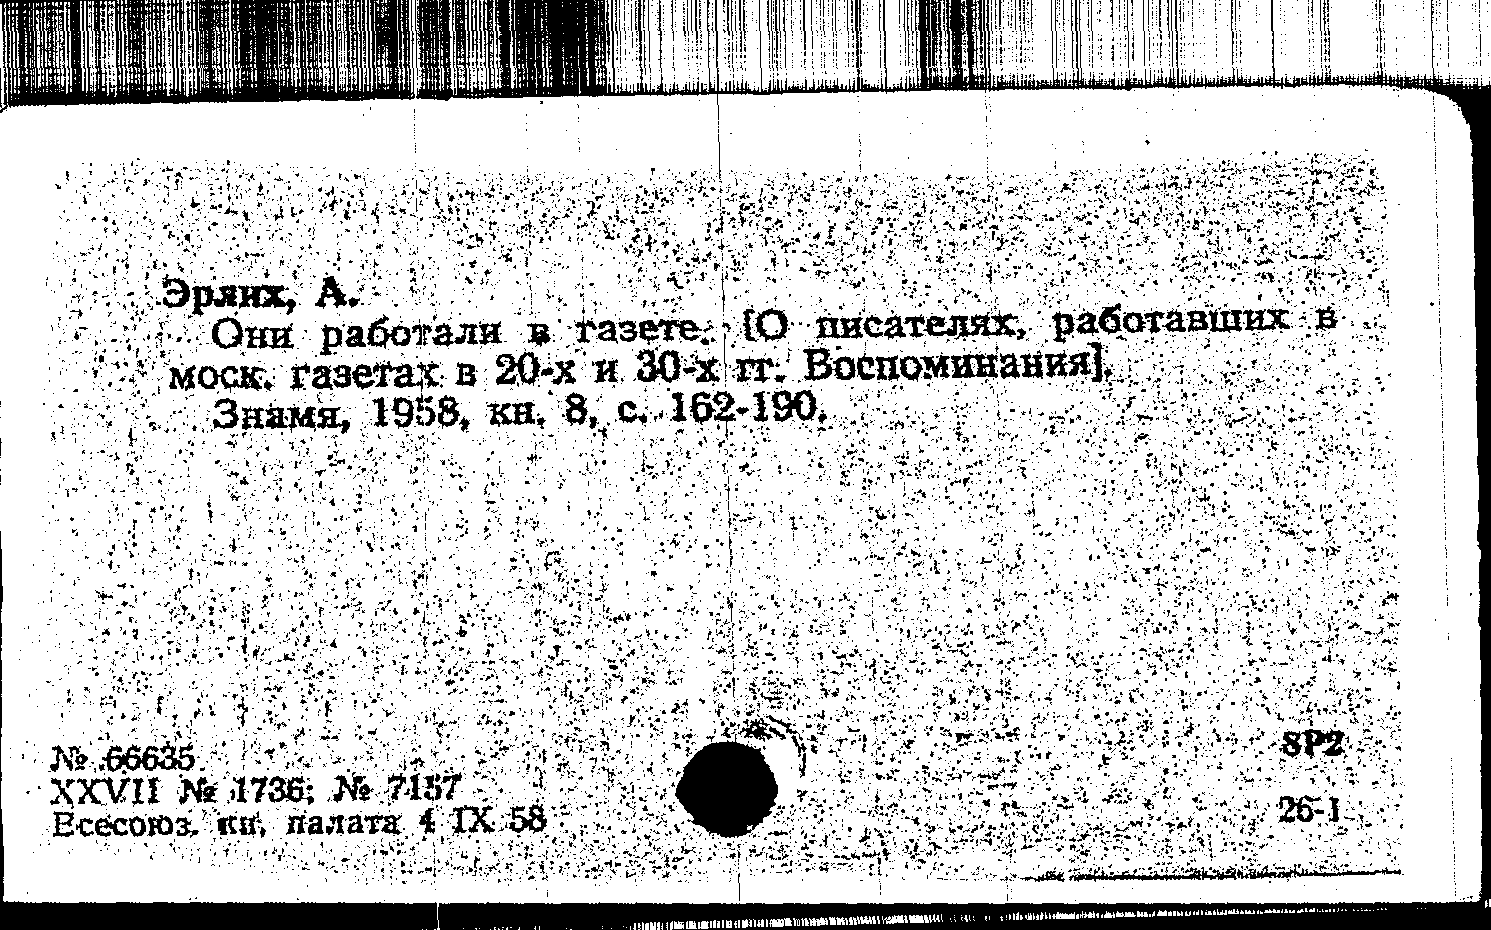 Эрлих, А.
Они работали в газете. [О писателях, работавших в
моск. газетах в 20-х и 30-х гг. Воспоминания].
Знамя, 1958, кн. 8, с. 162-190.
№ 66635
XXVII № 1736; № 7157
Всесоюз. кн. палата 4 IX 58
8Р2
26-1